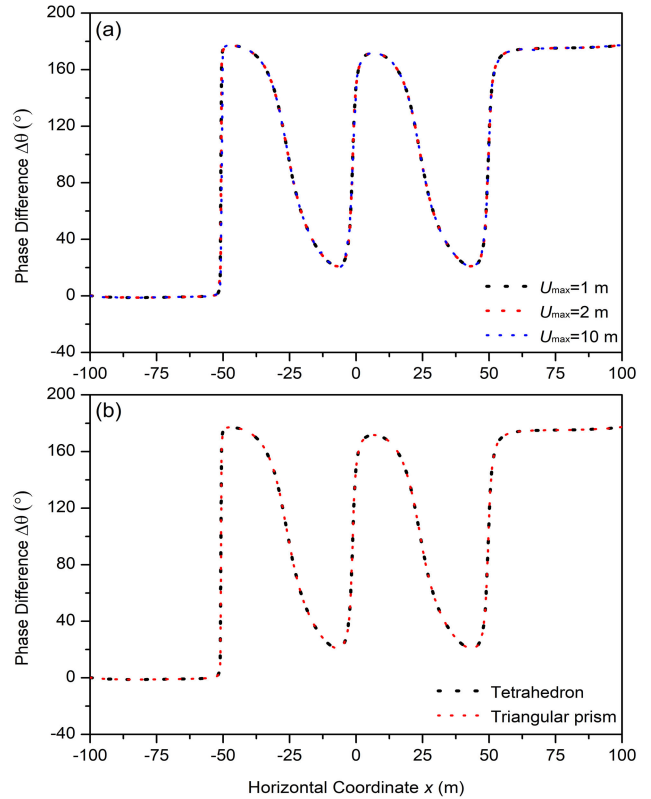 (a)
Phase Difference Δθ (°)
200
160
120
80
40
0
-40
Umax=1 m
Umax=2 m
Umax=10 m
-100 -75 -50 -25 0 25 50 75 100
(b)
Phase Difference Δθ (°)
200
160
120
80
40
0
-40
Tetrahedron
Triangular prism
-100 -75 -50 -25 0 25 50 75 100
Horizontal Coordinate x (m)